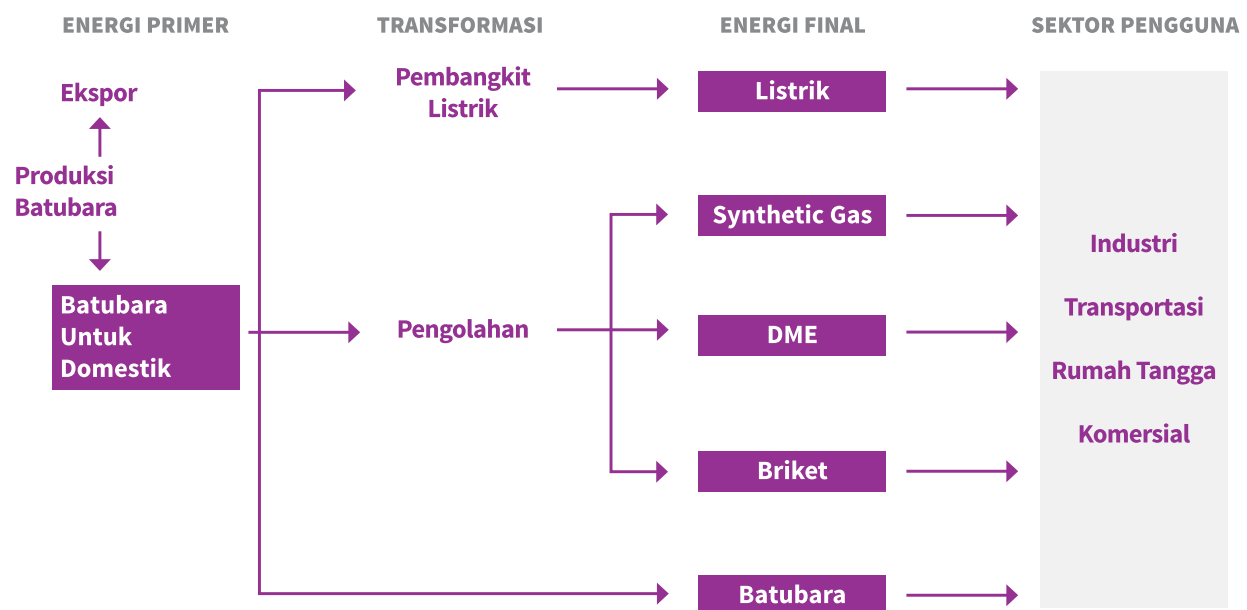 ENERGI PRIMER
TRANSFORMASI
ENERGI FINAL
SEKTOR PENGGUNA
Ekspor
Produksi
Batubara
Batubara
Untuk
Domestik
Pembangkit
Listrik
Pengolahan
Listrik
Synthetic Gas
DME
Briket
Batubara
Industri
Transportasi
Rumah Tangga
Komersial